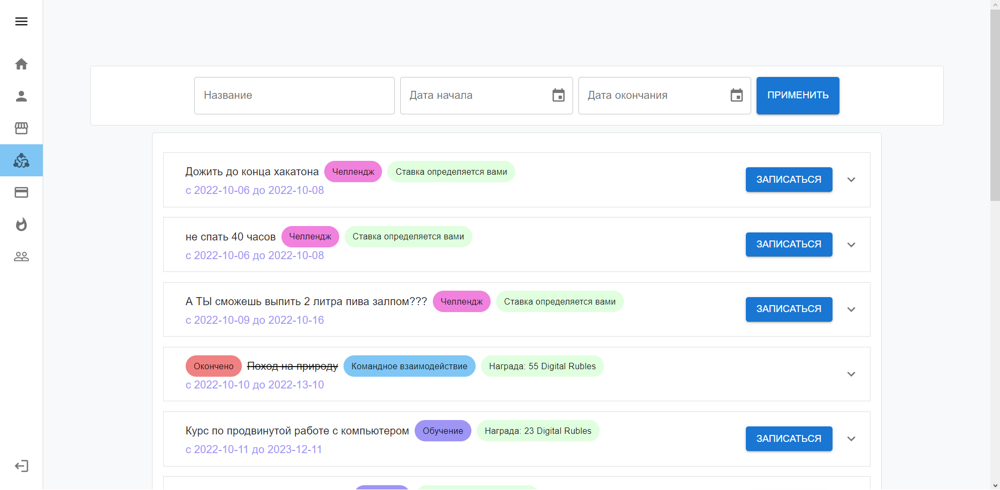 Название Дата начала Дата окончания ПРИМЕНИТЬ
Дожить до конца хакатона Челлендж Ставка определяется вами
с 2022-10-06 до 2022-10-08
ЗАПИСАТЬСЯ
не спать 40 часов Челлендж Ставка определяется вами
с 2022-10-06 до 2022-10-08
ЗАПИСАТЬСЯ
А ТЫ сможешь выпить 2 литра пива залпом??? Челлендж Ставка определяется вами
с 2022-10-09 до 2022-10-16
ЗАПИСАТЬСЯ
Окончено Поход на природу Командное взаимодействие Награда: 55 Digital Rubles
с 2022-10-10 до 2022-13-10
Курс по продвинутой работе с компьютером Обучение Награда: 23 Digital Rubles
с 2022-10-11 до 2023-12-11
ЗАПИСАТЬСЯ